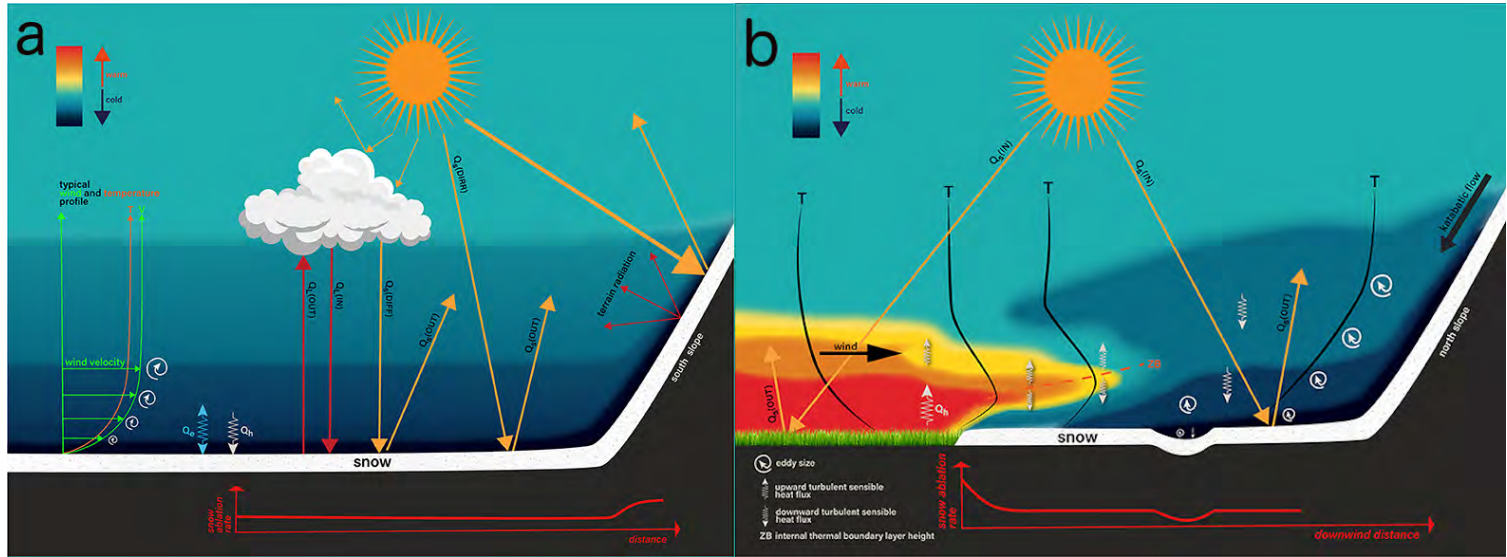 a
warm
cold
typical
wind and temperature
profile
T
V
wind velocity
Qe
Qh
QL(OUT)
QL(IN)
QS(DIFF)
QS(OUT)
QS(DIRR)
QS(OUT)
terrain radiation
south slope
snow
snow ablation
rate
distance
b
warm
cold
QS(IN)
QS(IN)
T
T
T
T
katabatic flow
wind
QS(OUT)
Qh
ZB
QS(OUT)
north slope
snow
eddy size
upward turbulent sensible
heat flux
downward turbulent sensible
heat flux
ZB internal thermal boundary layer height
snow ablation
rate
downwind distance